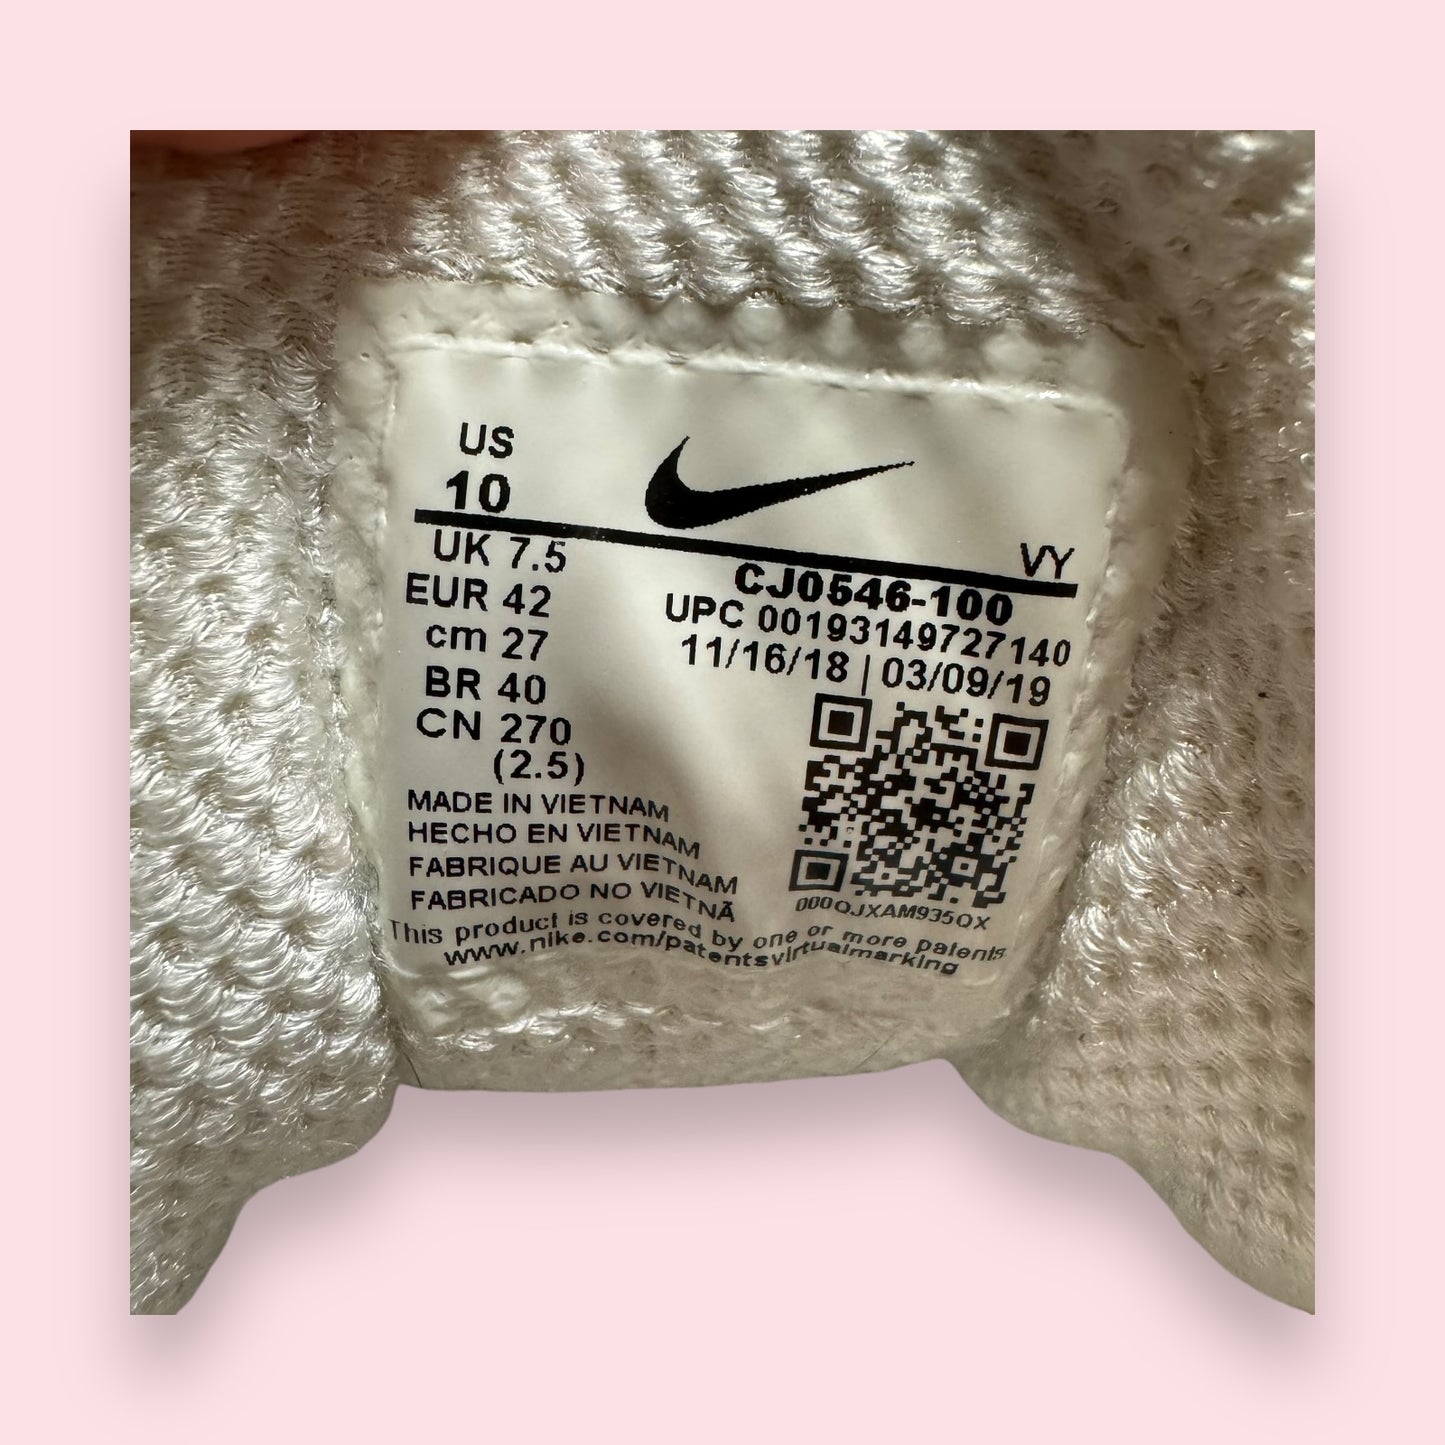 US
10
UK 7.5
EUR 42
cm 27
BR 40
CN 270
(2.5)
VY
CJ0546-100
UPC 00193149727140
11/16/18 | 03/09/19
MADE IN VIETNAM
HECHO EN VIETNAM
FABRIQUE AU VIETNAM
FABRICADO NO VIETNÃ
000QJXAM935QX
This product is covered by one or more patents
www.nike.com/patentsvirtualmarking